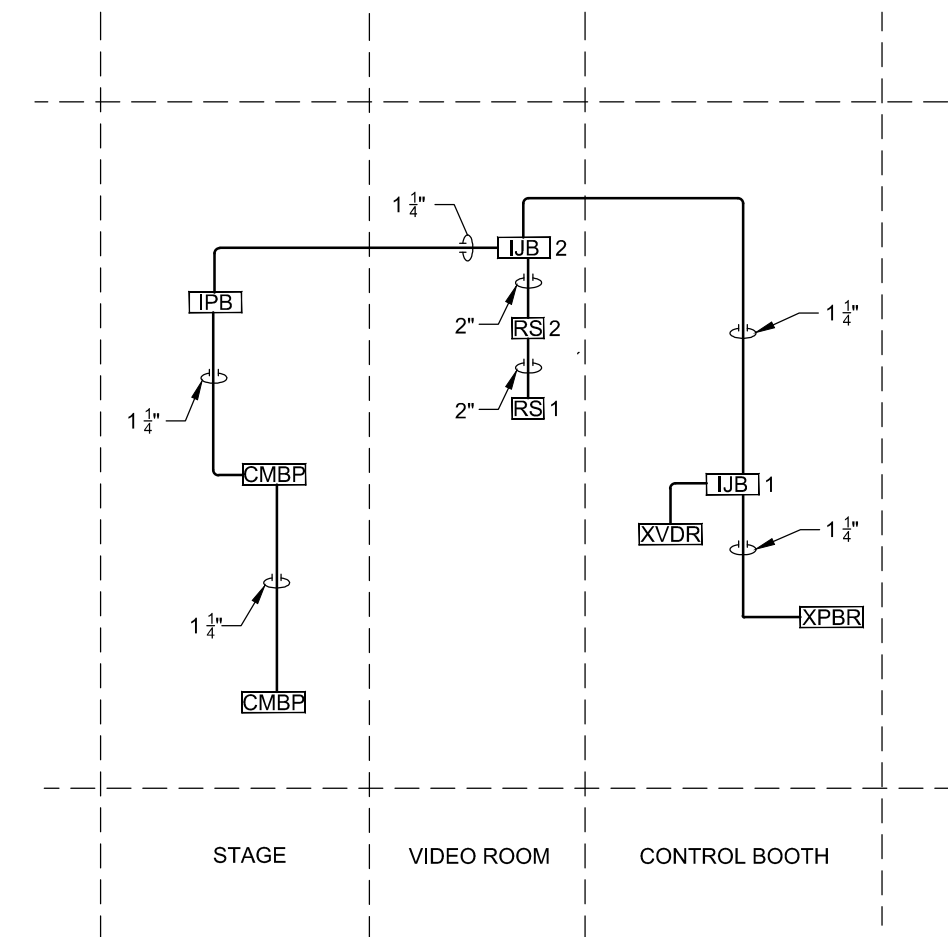 1 1/4"
IJB 2
IPB
2"
RS 2
1 1/4"
2"
RS 1
1 1/4"
CMBP
IJB 1
XVDR
1 1/4"
1 1/4"
XPBR
CMBP
STAGE
VIDEO ROOM
CONTROL BOOTH